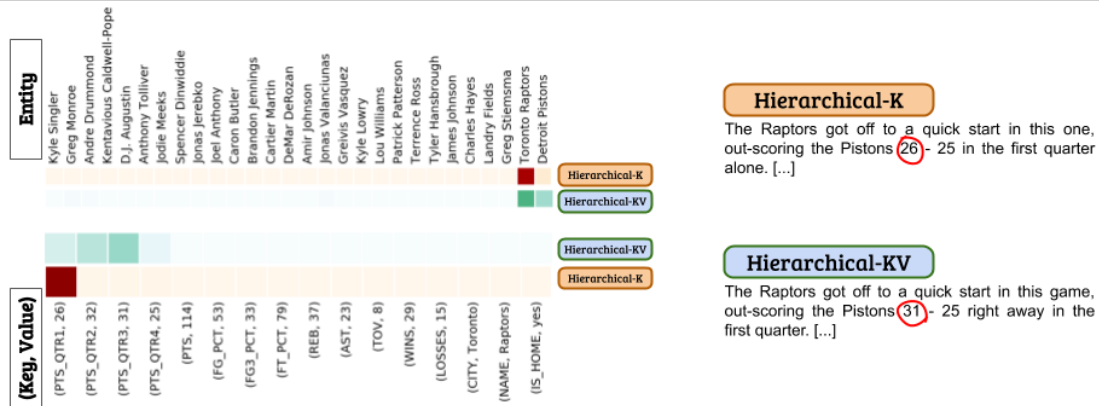 Entity
Kyle Singler
Greg Monroe
Andre Drummond
Kentavious Caldwell-Pope
D.J. Augustin
Anthony Tolliver
Jodie Meeks
Spencer Dinwiddie
Jonas Jerebko
Joel Anthony
Caron Butler
Brandon Jennings
Cartier Martin
DeMar DeRozan
Amir Johnson
Jonas Valanciunas
Greivis Vasquez
Kyle Lowry
Lou Williams
Patrick Patterson
Terrence Ross
Tyler Hansbrough
James Johnson
Charles Hayes
Landry Fields
Greg Stiemsma
Toronto Raptors
Detroit Pistons
Hierarchical-K
Hierarchical-KV
Hierarchical-KV
Hierarchical-K
(Key, Value)
(PTS_QTR1, 26)
(PTS_QTR2, 32)
(PTS_QTR3, 31)
(PTS_QTR4, 25)
(PTS, 114)
(FG_PCT, 53)
(FG3_PCT, 33)
(FT_PCT, 79)
(REB, 37)
(AST, 23)
(TOV, 8)
(WINS, 29)
(LOSSES, 15)
(CITY, Toronto)
(NAME, Raptors)
(IS_HOME, yes)
Hierarchical-K
The Raptors got off to a quick start in this one,
out-scoring the Pistons 26 - 25 in the first quarter
alone. [...]
Hierarchical-KV
The Raptors got off to a quick start in this game,
out-scoring the Pistons 31 - 25 right away in the
first quarter. [...]